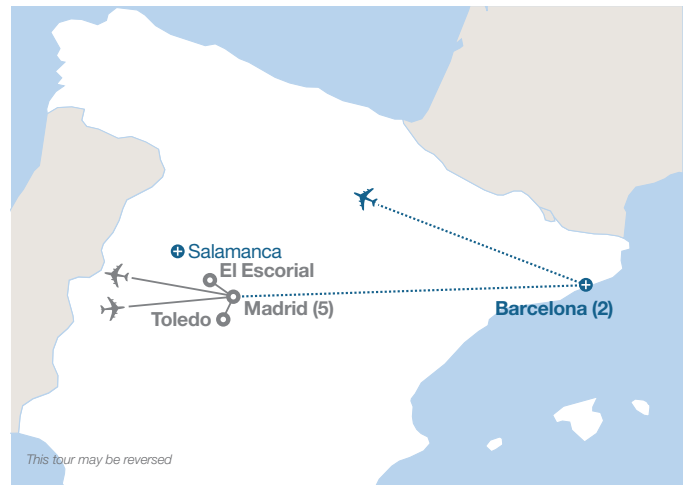 Salamanca
El Escorial
Madrid (5)
Toledo
Barcelona (2)
This tour may be reversed